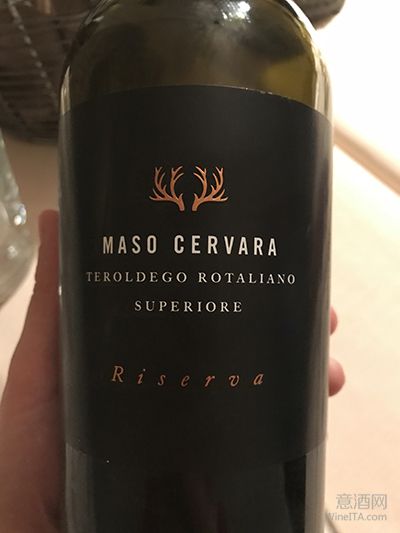 MASO CERVARA
TEROLDEGO ROTALIANO
SUPERIORE
Riserva
意酒网
WineITA.com